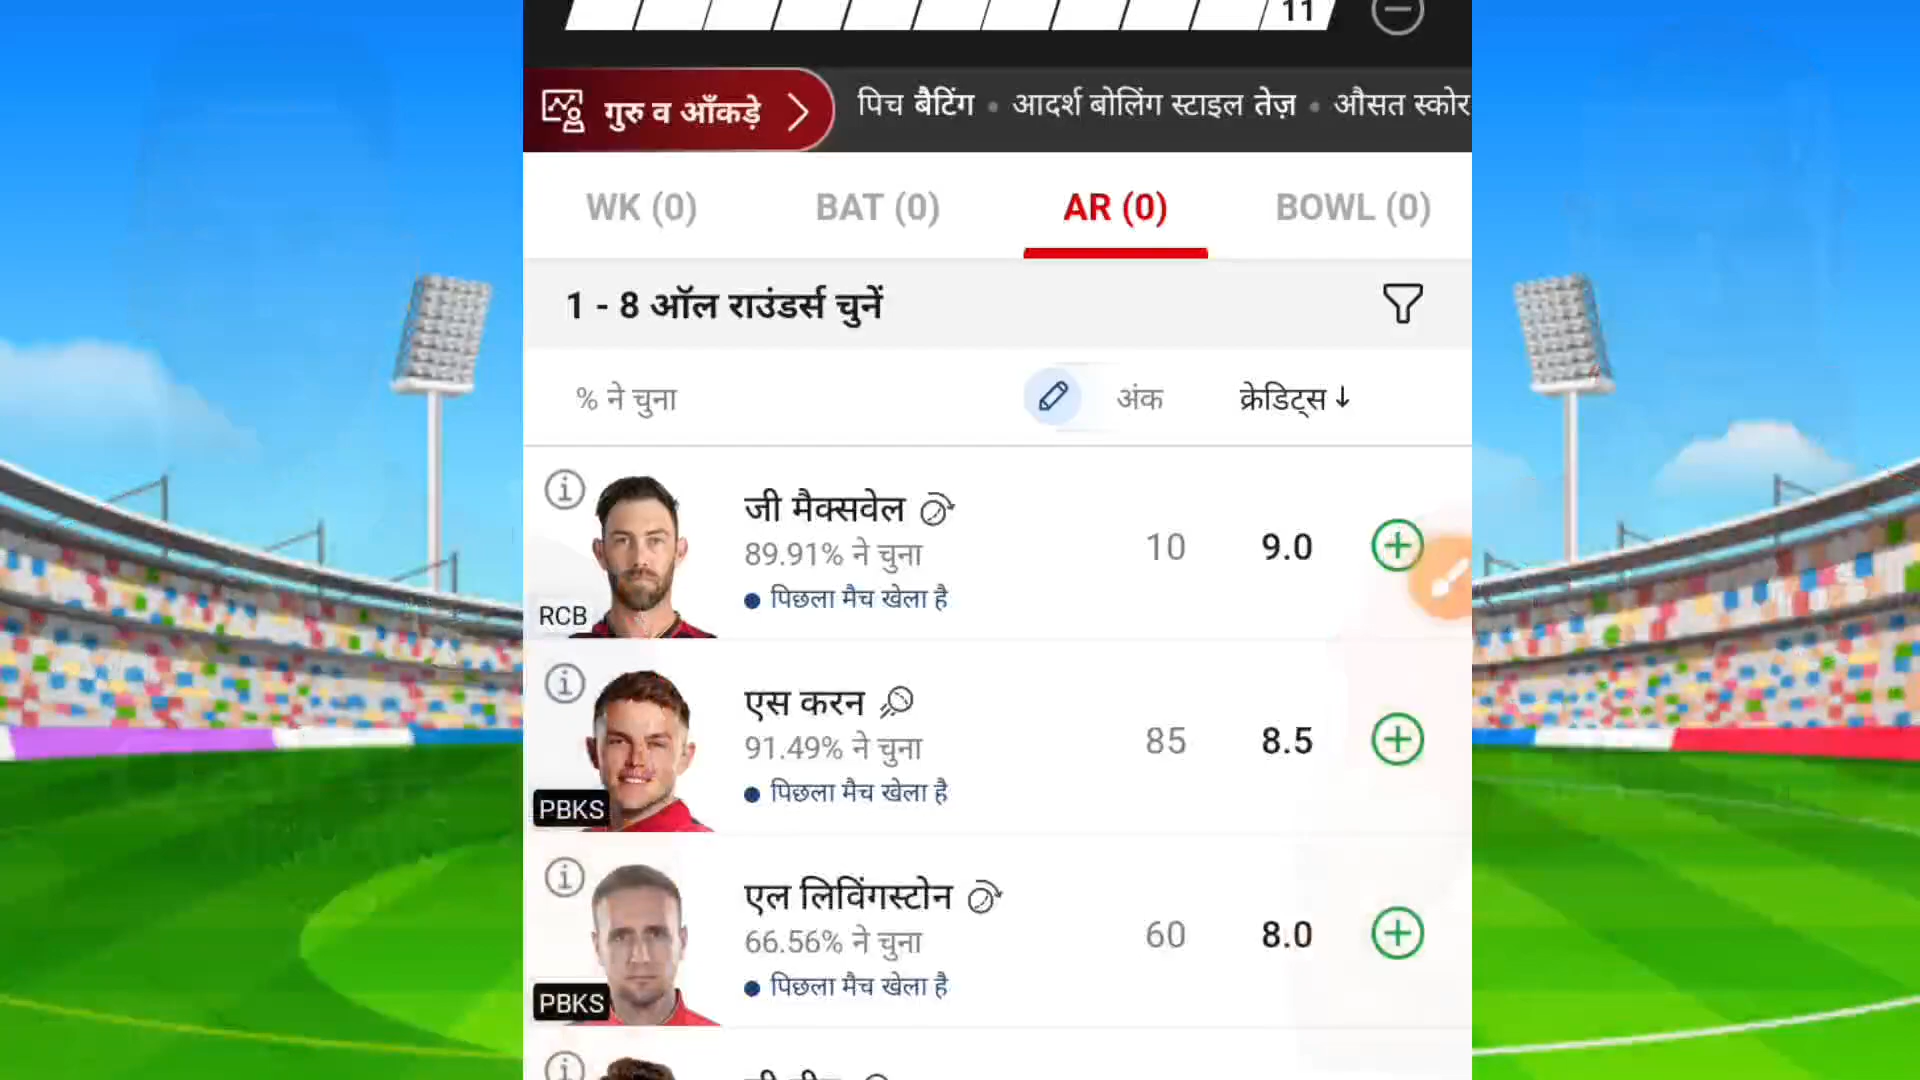 11
गुरु व आँकड़े
पिच बैटिंग • आदर्श बोलिंग स्टाइल तेज़ • औसत स्कोर
WK (0) BAT (0) AR (0) BOWL (0)
1 - 8 ऑल राउंडर्स चुनें
% ने चुना अंक क्रेडिट्स ↓
जी मैक्सवेल
89.91% ने चुना 10 9.0
• पिछला मैच खेला है
RCB
एस करन
91.49% ने चुना 85 8.5
• पिछला मैच खेला है
PBKS
एल लिविंगस्टोन
66.56% ने चुना 60 8.0
• पिछला मैच खेला है
PBKS